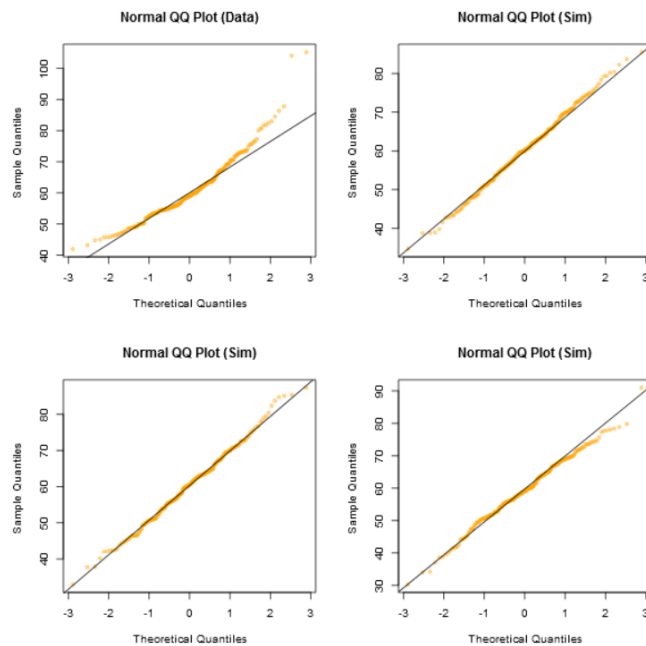 Normal QQ Plot (Data)
Sample Quantiles
40 50 60 70 80 90 100
-3 -2 -1 0 1 2 3
Theoretical Quantiles
Normal QQ Plot (Sim)
Sample Quantiles
40 50 60 70 80
-3 -2 -1 0 1 2 3
Theoretical Quantiles
Normal QQ Plot (Sim)
Sample Quantiles
40 50 60 70 80
-3 -2 -1 0 1 2 3
Theoretical Quantiles
Normal QQ Plot (Sim)
Sample Quantiles
30 40 50 60 70 80 90
-3 -2 -1 0 1 2 3
Theoretical Quantiles